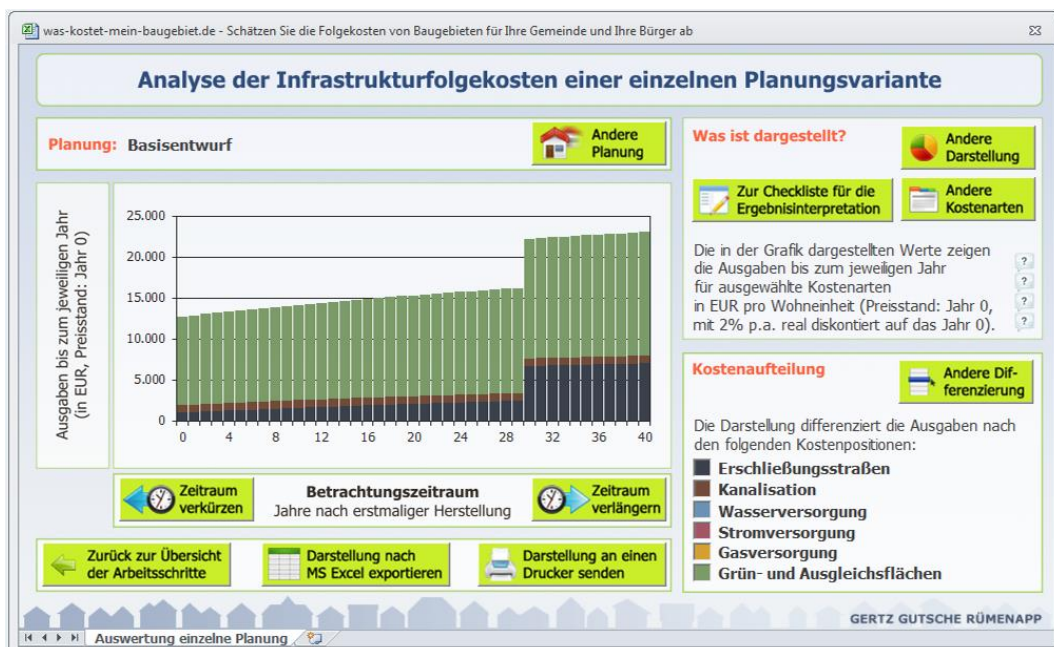 was-kostet-mein-baugebiet.de - Schätzen Sie die Folgekosten von Baugebieten für Ihre Gemeinde und Ihre Bürger ab
Analyse der Infrastrukturfolgekosten einer einzelnen Planungsvariante
Planung: Basisentwurf
Andere
Planung
Ausgaben bis zum jeweiligen Jahr
(in EUR, Preisstand: Jahr 0)
25.000
20.000
15.000
10.000
5.000
0
0 4 8 12 16 20 24 28 32 36 40
Zeitraum
verkürzen
Betrachtungszeitraum
Jahre nach erstmaliger Herstellung
Zeitraum
verlängern
Zurück zur Übersicht
der Arbeitsschritte
Darstellung nach
MS Excel exportieren
Darstellung an einen
Drucker senden
Was ist dargestellt?
Andere
Darstellung
Zur Checkliste für die
Ergebnisinterpretation
Andere
Kostenarten
Die in der Grafik dargestellten Werte zeigen
die Ausgaben bis zum jeweiligen Jahr
für ausgewählte Kostenarten
in EUR pro Wohneinheit (Preisstand: Jahr 0,
mit 2% p.a. real diskontiert auf das Jahr 0).
?
?
?
?
Kostenaufteilung
Andere Dif-
ferenzierung
Die Darstellung differenziert die Ausgaben nach
den folgenden Kostenpositionen:
Erschließungsstraßen
Kanalisation
Wasserversorgung
Stromversorgung
Gasversorgung
Grün- und Ausgleichsflächen
GERTZ GUTSCHE RÜMENAPP
Auswertung einzelne Planung